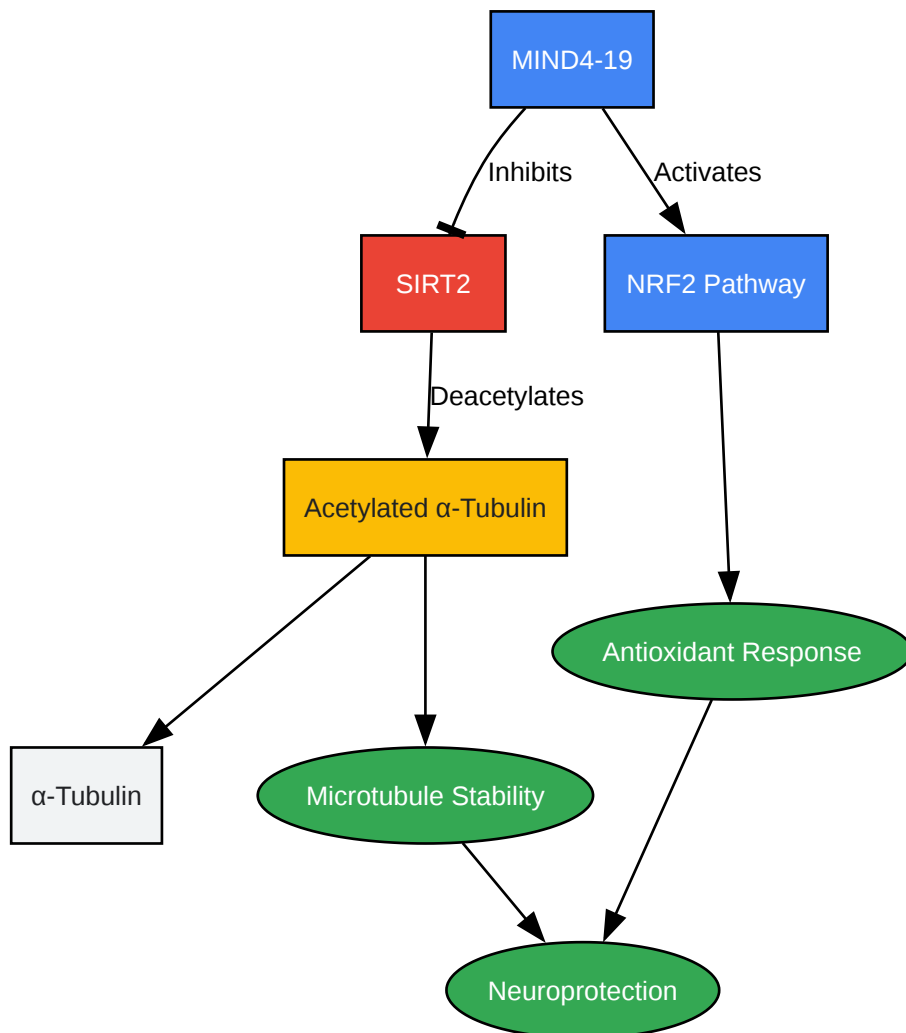 MIND4-19
Inhibits
Activates
SIRT2
NRF2 Pathway
Deacetylates
Acetylated α-Tubulin
Antioxidant Response
α-Tubulin
Microtubule Stability
Neuroprotection